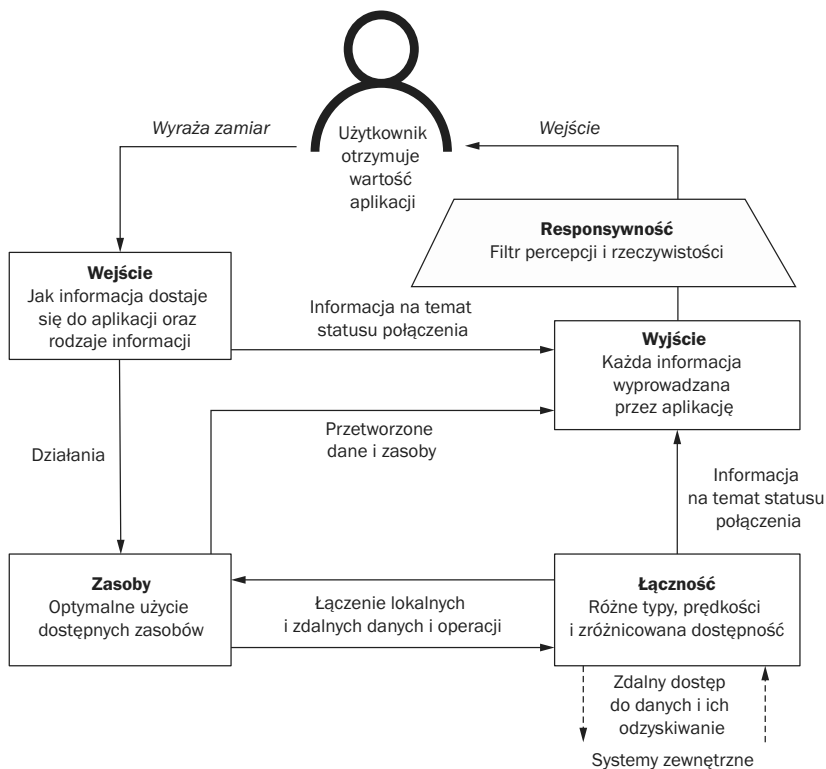 Wyraża zamiar
Użytkownik
otrzymuje
wartość
aplikacji
Wejście
Responsywność
Filtr percepcji i rzeczywistości
Wejście
Jak informacja dostaje
się do aplikacji oraz
rodzaje informacji
Informacja na temat
statusu połączenia
Wyjście
Każda informacja
wyprowadzana
przez aplikację
Działania
Przetworzone
dane i zasoby
Informacja
na temat statusu
połączenia
Zasoby
Optymalne użycie
dostępnych zasobów
Łączenie lokalnych
i zdalnych danych i operacji
Łączność
Różne typy, prędkości
i zróżnicowana dostępność
Zdalny dostęp
do danych i ich
odzyskiwanie
Systemy zewnętrzne